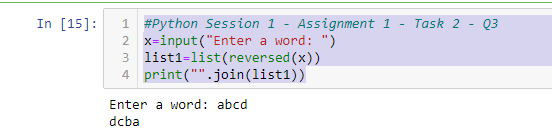 In [15]: 1 #Python Session 1 - Assignment 1 - Task 2 - Q3
2 x=input("Enter a word: ")
3 list1=list(reversed(x))
4 print("".join(list1))
Enter a word: abcd
dcba